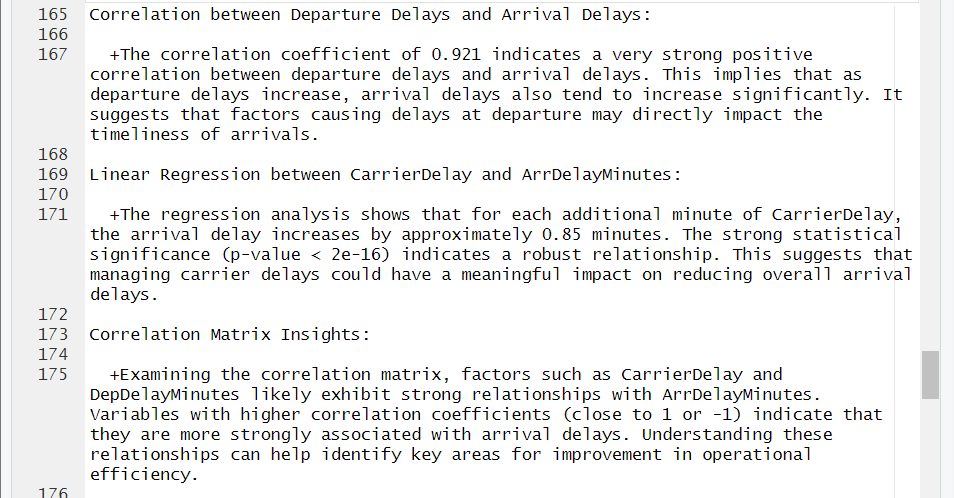 165 Correlation between Departure Delays and Arrival Delays:
166
167 +The correlation coefficient of 0.921 indicates a very strong positive
correlation between departure delays and arrival delays. This implies that as
departure delays increase, arrival delays also tend to increase significantly. It
suggests that factors causing delays at departure may directly impact the
timeliness of arrivals.
168
169 Linear Regression between CarrierDelay and ArrDelayMinutes:
170
171 +The regression analysis shows that for each additional minute of CarrierDelay,
the arrival delay increases by approximately 0.85 minutes. The strong statistical
significance (p-value < 2e-16) indicates a robust relationship. This suggests that
managing carrier delays could have a meaningful impact on reducing overall arrival
delays.
172
173 Correlation Matrix Insights:
174
175 +Examining the correlation matrix, factors such as CarrierDelay and
DepDelayMinutes likely exhibit strong relationships with ArrDelayMinutes.
Variables with higher correlation coefficients (close to 1 or -1) indicate that
they are more strongly associated with arrival delays. Understanding these
relationships can help identify key areas for improvement in operational
efficiency.
176